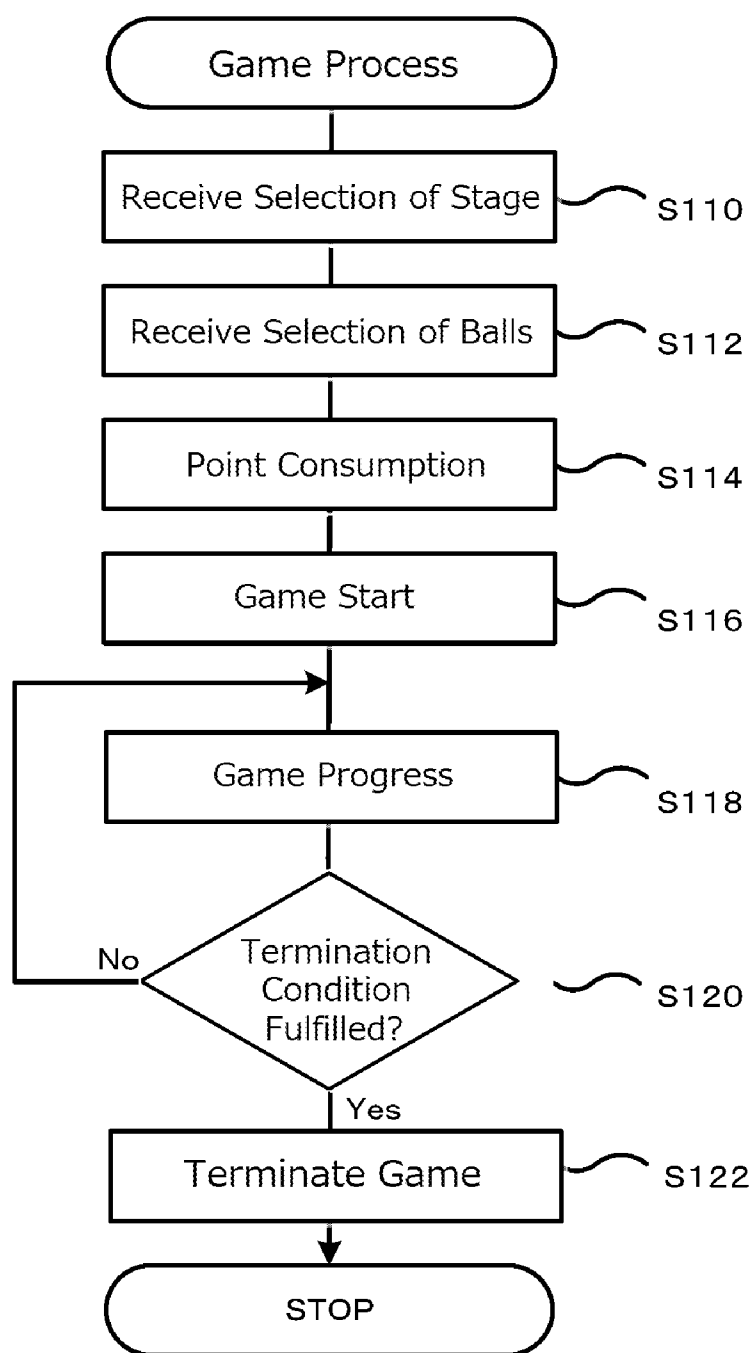 Game Process
Receive Selection of Stage
S110
Receive Selection of Balls
S112
Point Consumption
S114
Game Start
S116
Game Progress
S118
No
Termination
Condition
Fulfilled?
S120
Yes
Terminate Game
S122
STOP